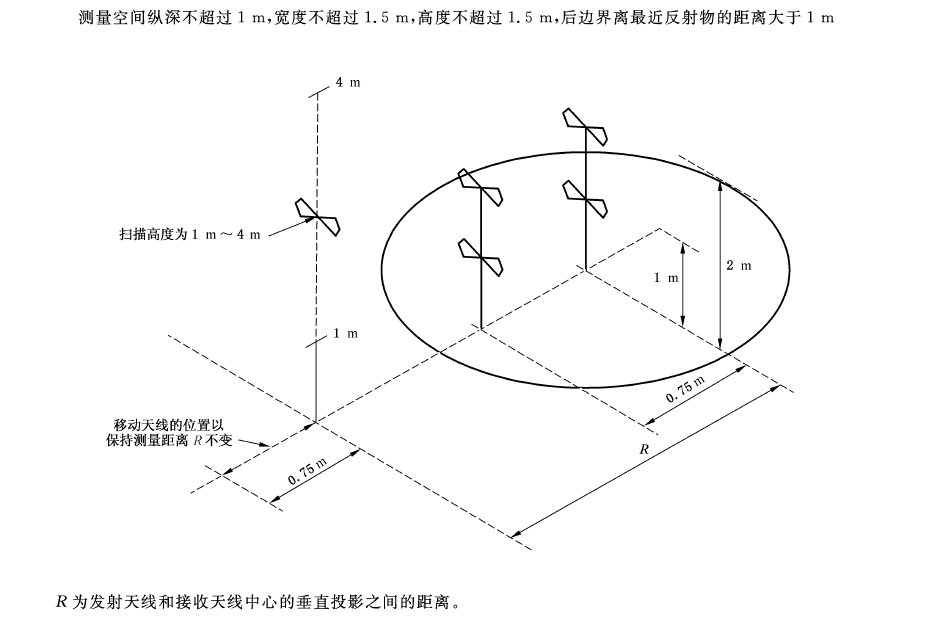 测量空间纵深不超过 1 m,宽度不超过 1.5 m,高度不超过 1.5 m,后边界离最近反射物的距离大于 1 m
4 m
扫描高度为 1 m～4 m
2 m
1 m
1 m
0.75 m
移动天线的位置以
保持测量距离 R 不变
R
0.75 m
R 为发射天线和接收天线中心的垂直投影之间的距离。